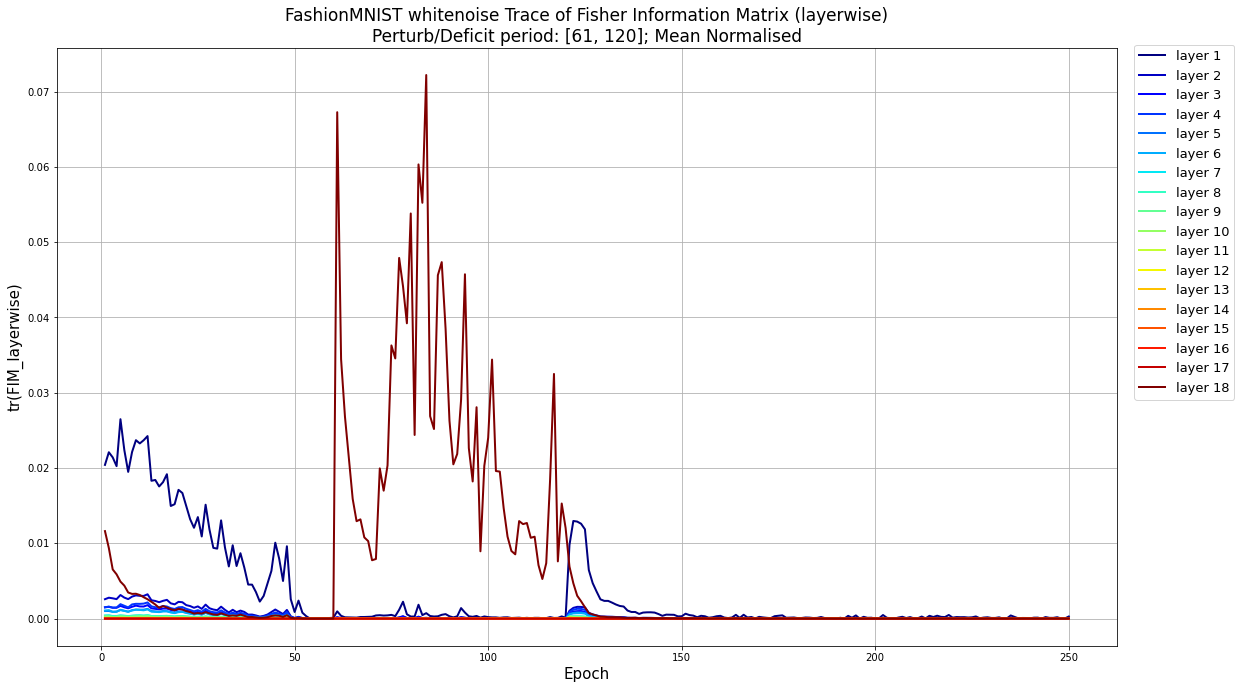 FashionMNIST whitenoise Trace of Fisher Information Matrix (layerwise)
Perturb/Deficit period: [61, 120]; Mean Normalised
tr(FIM_layerwise)
0.07
0.06
0.05
0.04
0.03
0.02
0.01
0.00
0
50
100
150
200
250
Epoch
layer 1
layer 2
layer 3
layer 4
layer 5
layer 6
layer 7
layer 8
layer 9
layer 10
layer 11
layer 12
layer 13
layer 14
layer 15
layer 16
layer 17
layer 18